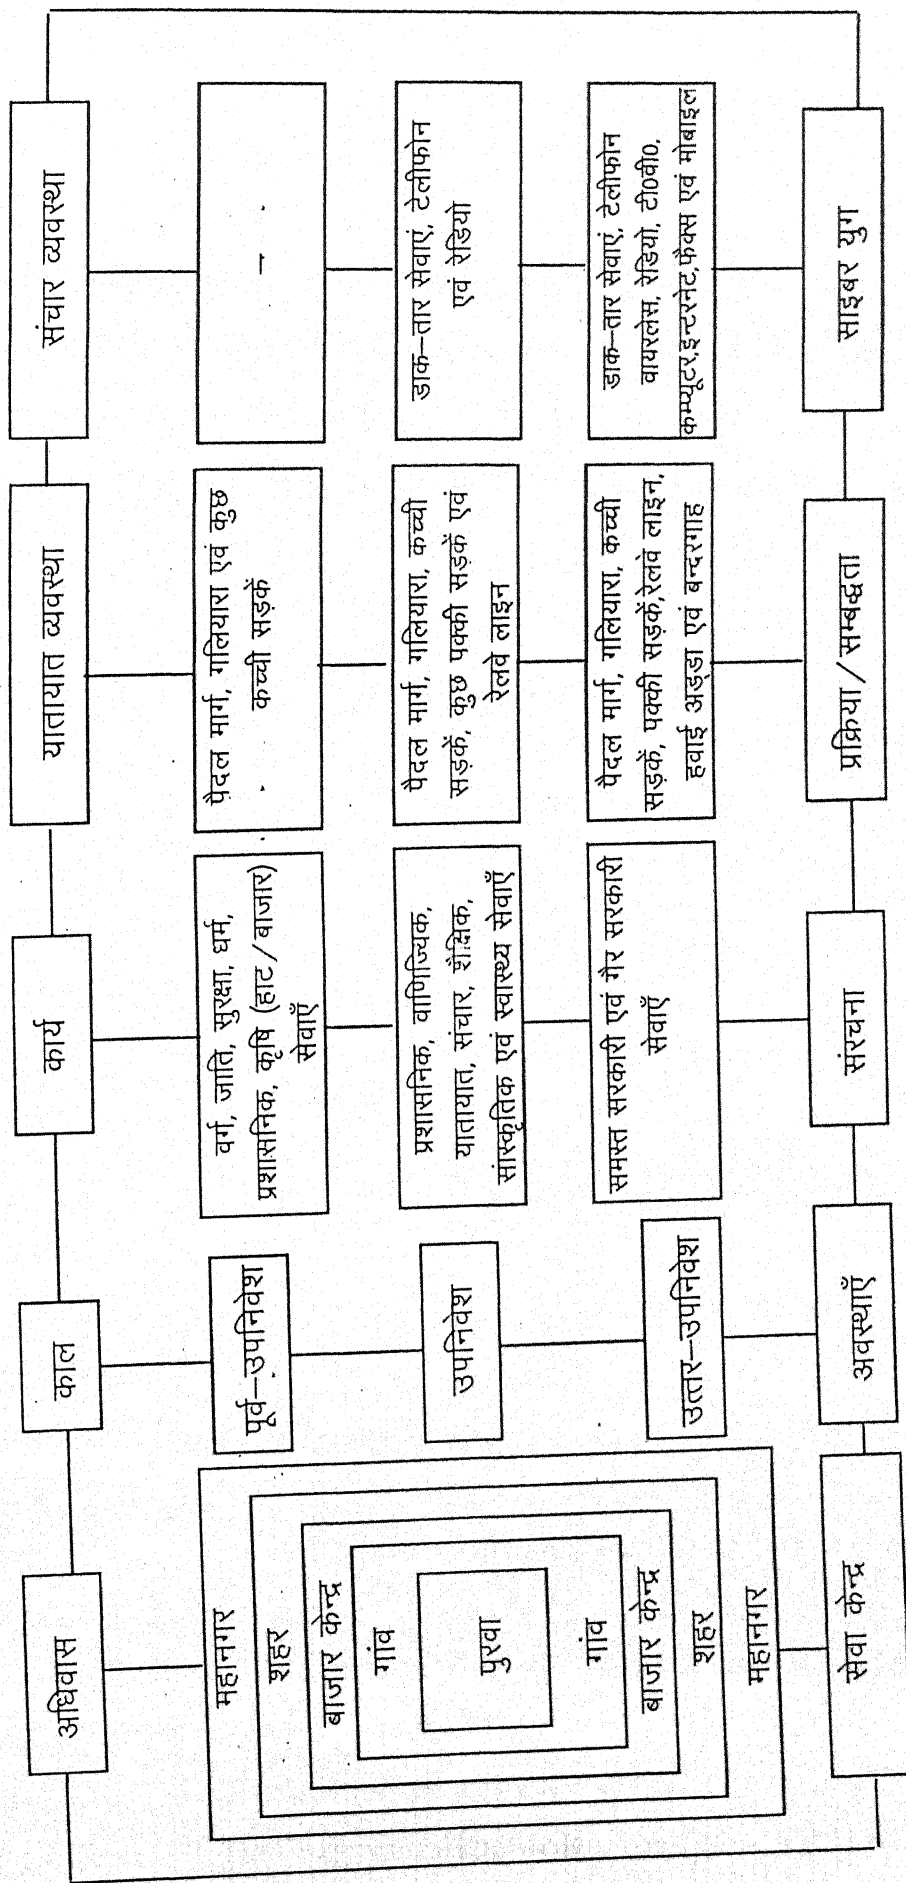 अधिवास
काल
कार्य
यातायात व्यवस्था
संचार व्यवस्था
महानगर
शहर
बाजार केन्द्र
गांव
पुरवा
गांव
बाजार केन्द्र
शहर
महानगर
पूर्व–उपनिवेश
वर्ग, जाति, सुरक्षा, धर्म,
प्रशासनिक, कृषि (हाट/बाजार)
सेवाएँ
पैदल मार्ग, गलियारा एवं कुछ
कच्ची सड़कें
–
उपनिवेश
प्रशासनिक, वाणिज्यिक,
यातायात, संचार, शैक्षिक,
सांस्कृतिक एवं स्वास्थ्य सेवाएँ
पैदल मार्ग, गलियारा, कच्ची
सड़कें, कुछ पक्की सड़कें एवं
रेलवे लाइन
डाक–तार सेवाएं, टेलीफोन
एवं रेडियो
उत्तर–उपनिवेश
समस्त सरकारी एवं गैर सरकारी
सेवाएँ
पैदल मार्ग, गलियारा, कच्ची
सड़कें, पक्की सड़कें,रेलवे लाइन,
हवाई अड्डा एवं बन्दरगाह
डाक–तार सेवाएं, टेलीफोन
वायरलेस, रेडियो, टी०वी०,
कम्प्यूटर,इन्टरनेट,फैक्स एवं मोबाइल
सेवा केन्द्र
अवस्थाएँ
संरचना
प्रक्रिया/सम्बद्धता
साइबर युग